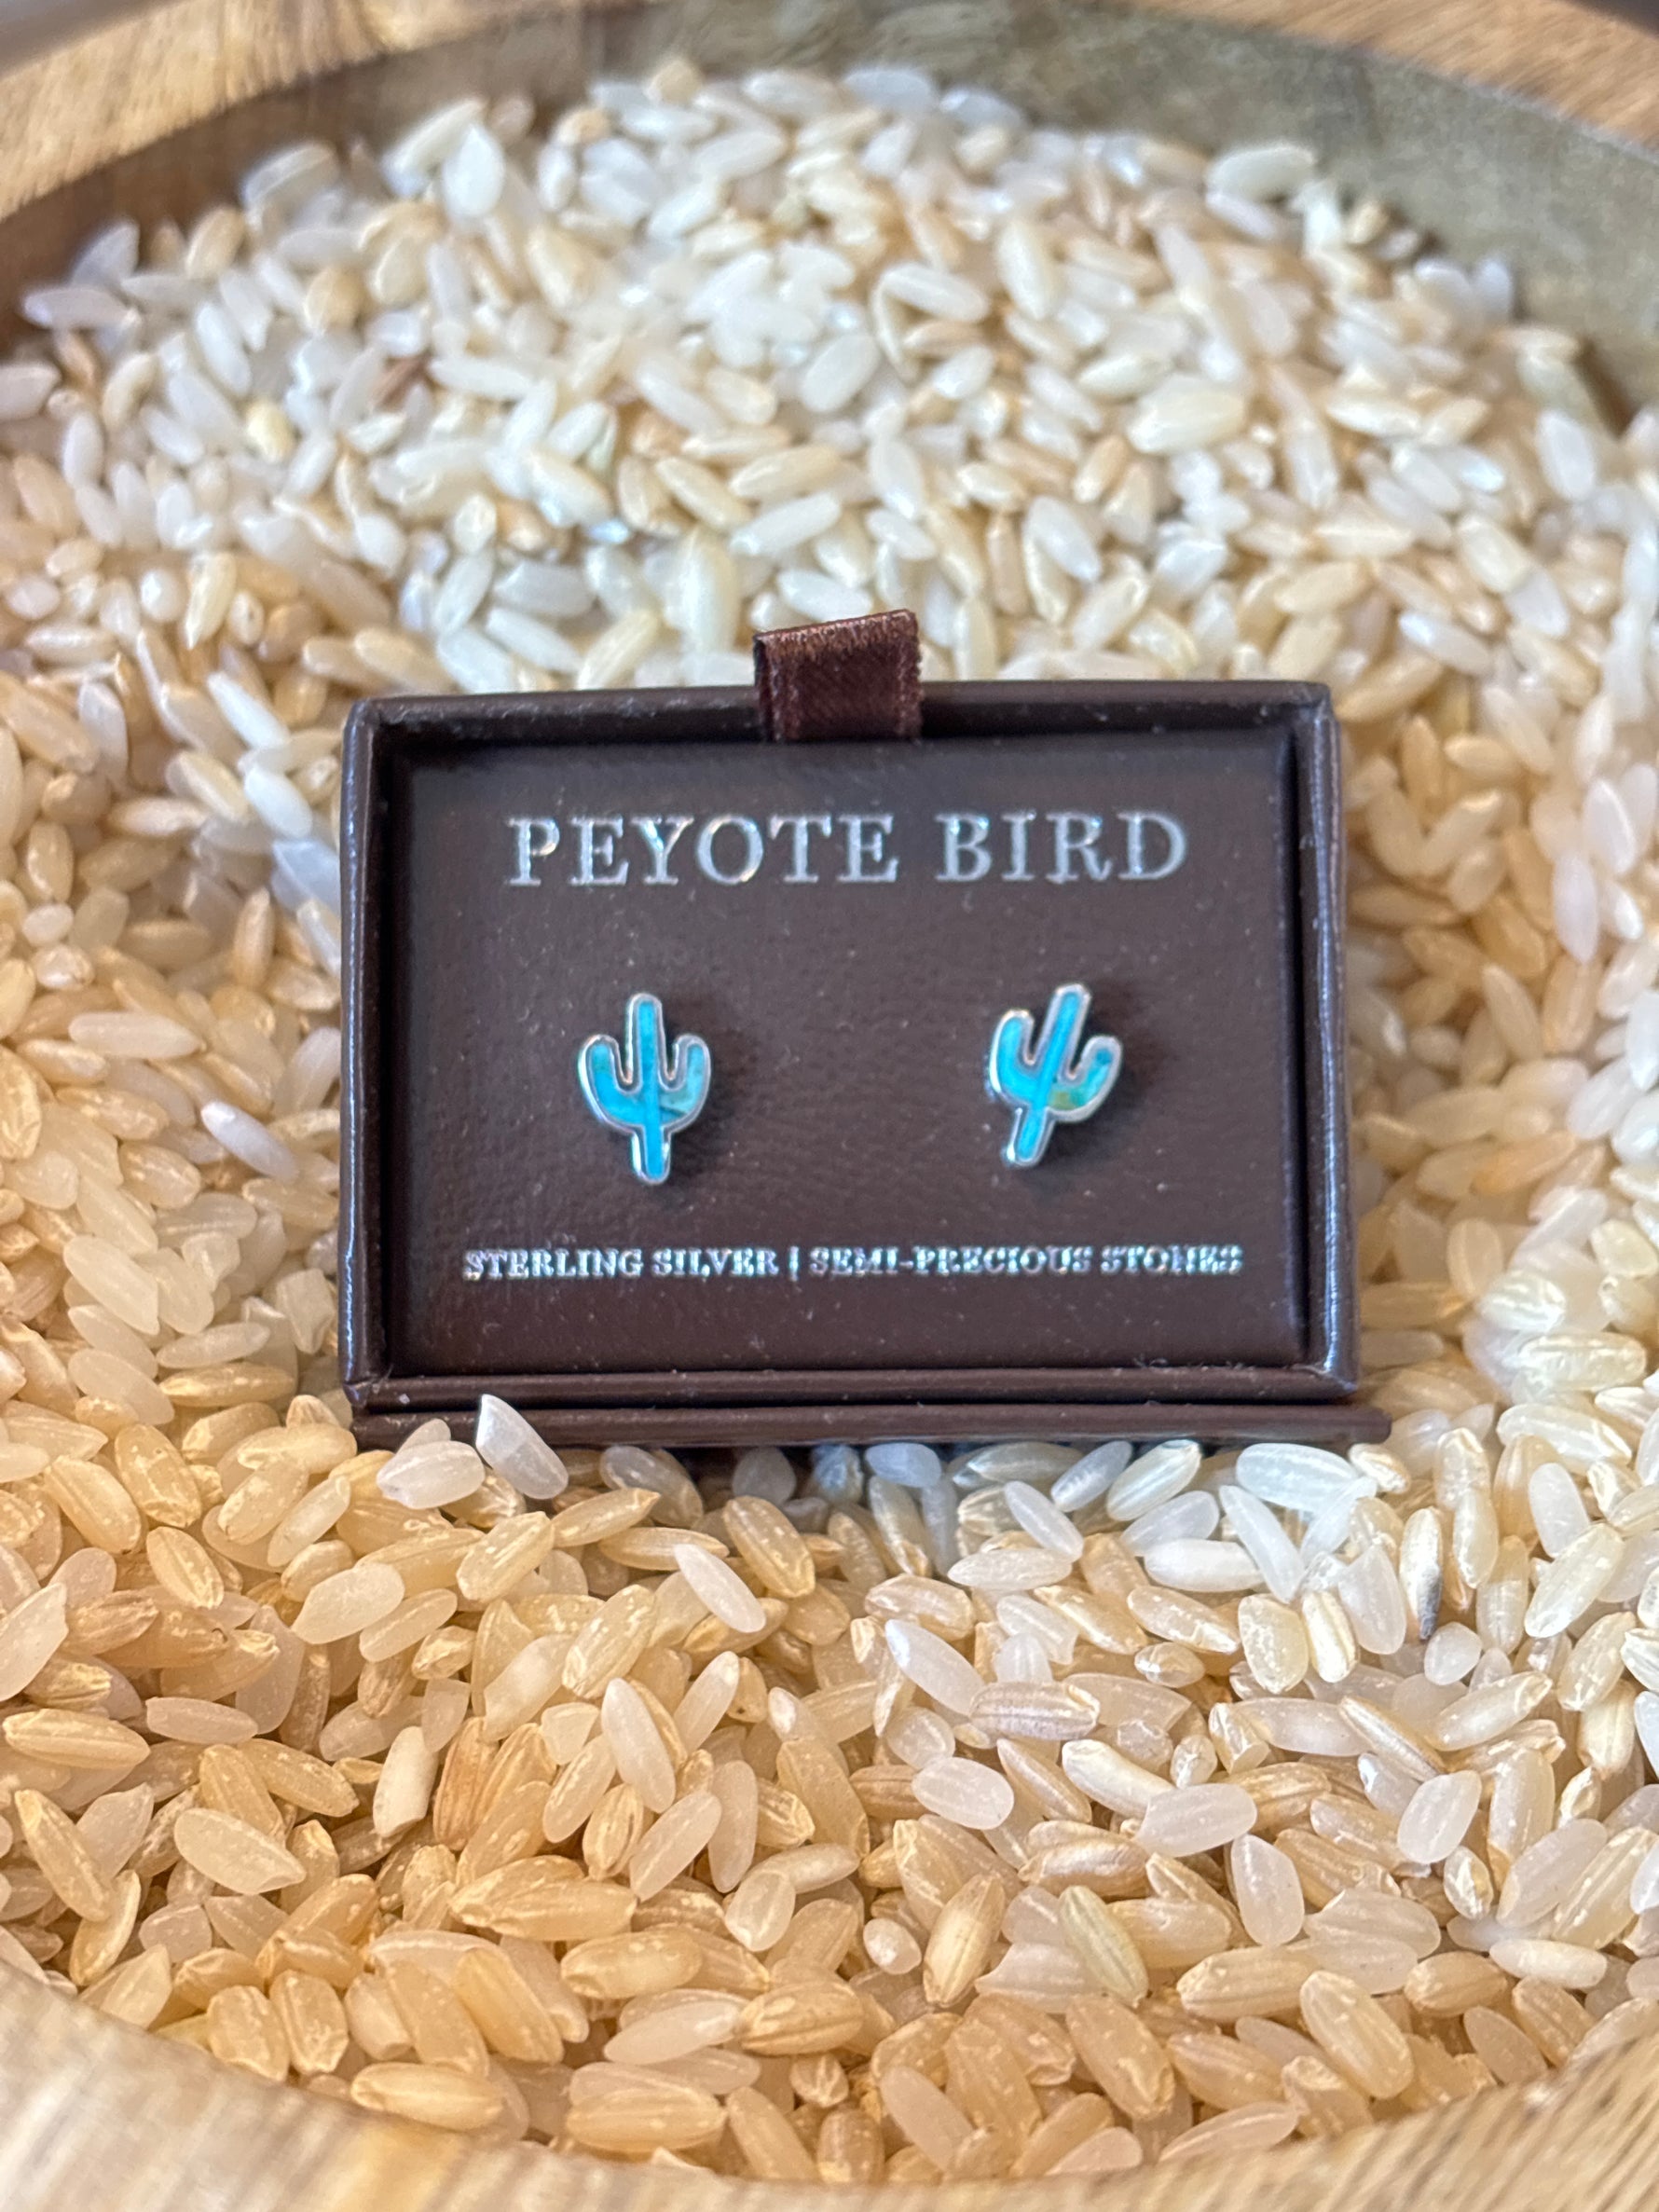 PEYOTE BIRD
STERLING SILVER | SEMI-PRECIOUS STONES